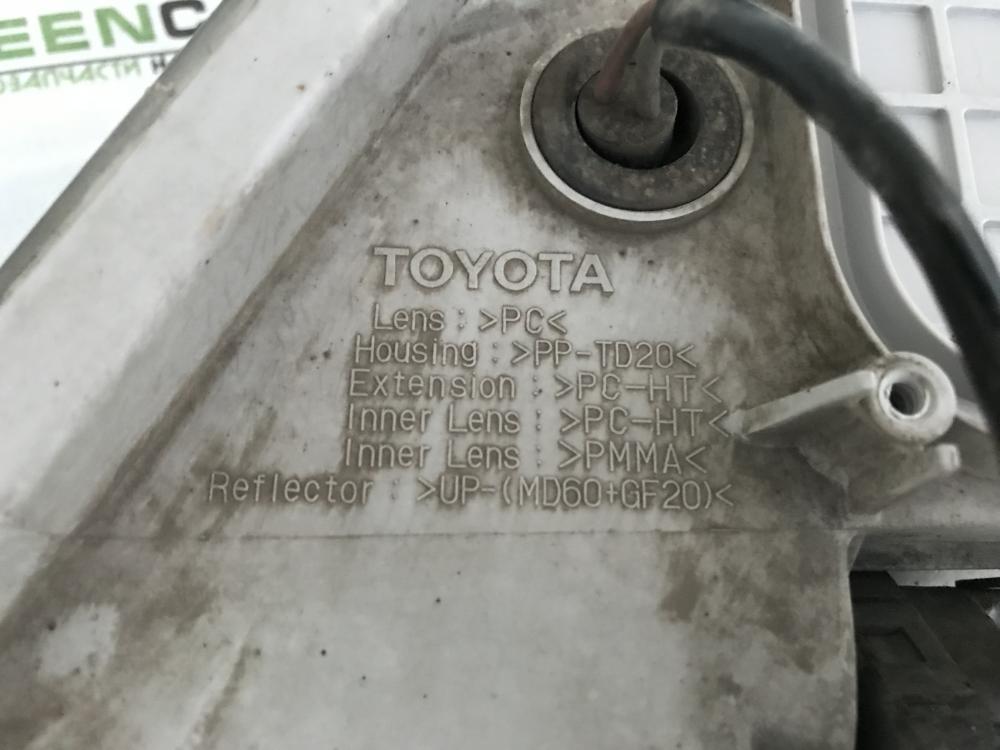 EENC
ОЗАПЧАСТИ Н
TOYOTA
Lens : >PC<
Housing : >PP-TD20<
Extension : >PC-HT<
Inner Lens : >PC-HT<
Inner Lens : >PMMA<
Reflector : >UP-(MD60+GF20)<